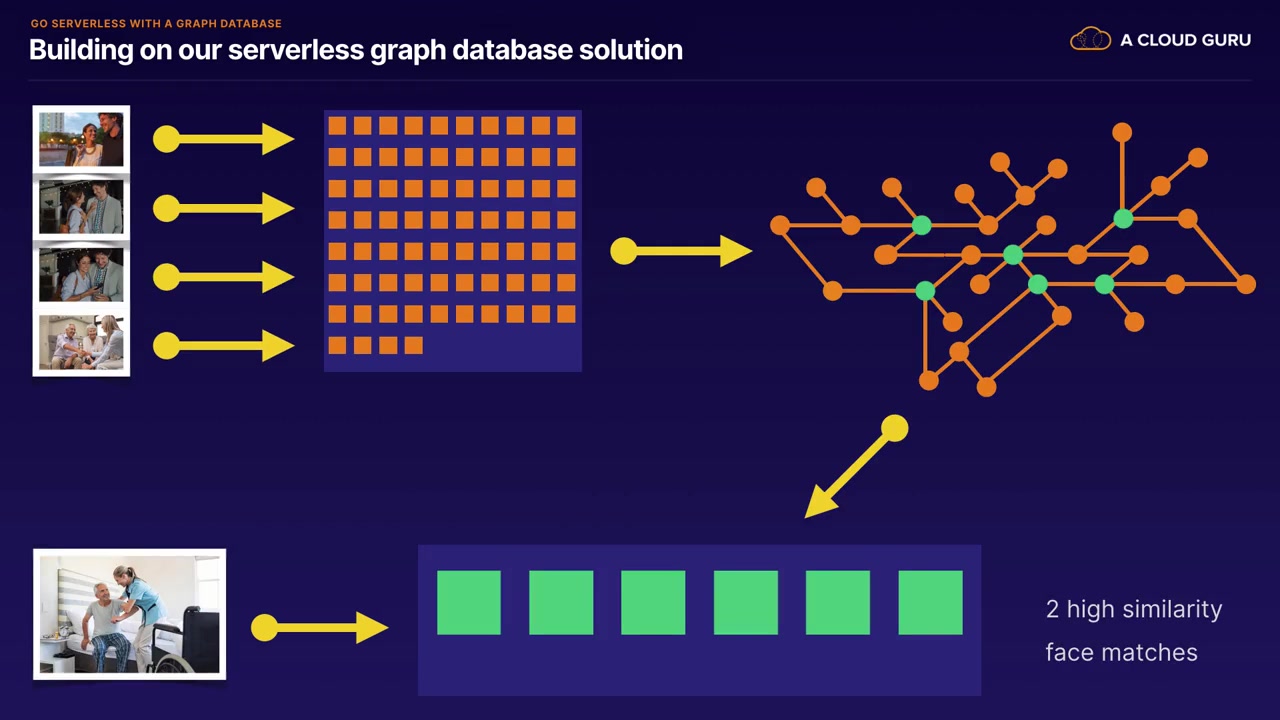 GO SERVERLESS WITH A GRAPH DATABASE
Building on our serverless graph database solution
A CLOUD GURU
2 high similarity
face matches